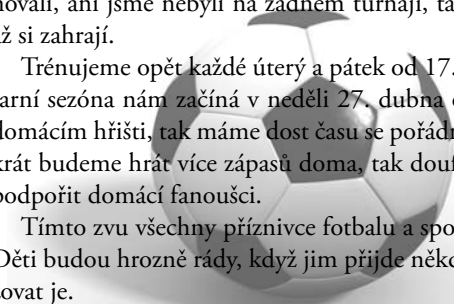 novali, ani jsme nebyli na žádném turnaji, ta
až si zahrají.
Trénujeme opět každé úterý a pátek od 17.
jarní sezóna nám začíná v neděli 27. dubna
domácím hřišti, tak máme dost času se pořádn
krát budeme hrát více zápasů doma, tak douf
podpořit domácí fanoušci.
Tímto zvu všechny příznivce fotbalu a spo
Děti budou hrozně rády, když jim přijde něko
ovat je.